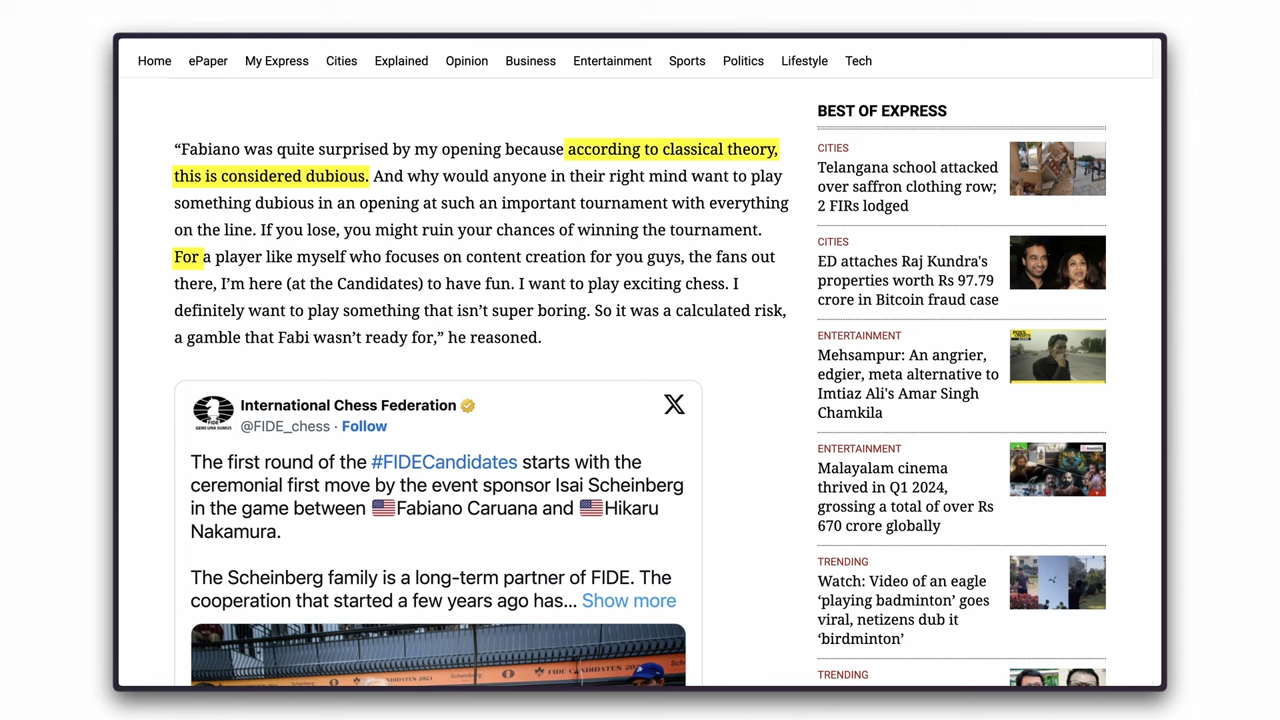 Home ePaper My Express Cities Explained Opinion Business Entertainment Sports Politics Lifestyle Tech
“Fabiano was quite surprised by my opening because according to classical theory,
this is considered dubious. And why would anyone in their right mind want to play
something dubious in an opening at such an important tournament with everything
on the line. If you lose, you might ruin your chances of winning the tournament.
For a player like myself who focuses on content creation for you guys, the fans out
there, I’m here (at the Candidates) to have fun. I want to play exciting chess. I
definitely want to play something that isn’t super boring. So it was a calculated risk,
a gamble that Fabi wasn’t ready for,” he reasoned.
FIDE
GENS UNA SUMUS
International Chess Federation
X
@FIDE_chess · Follow
The first round of the #FIDECandidates starts with the
ceremonial first move by the event sponsor Isai Scheinberg
in the game between 🇺🇸Fabiano Caruana and 🇺🇸Hikaru
Nakamura.
The Scheinberg family is a long-term partner of FIDE. The
cooperation that started a few years ago has... Show more
Scheinberg
FIDE CANDIDATES
BEST OF EXPRESS
CITIES
Telangana school attacked
over saffron clothing row;
2 FIRs lodged
CITIES
ED attaches Raj Kundra's
properties worth Rs 97.79
crore in Bitcoin fraud case
ENTERTAINMENT
Mehsampur: An angrier,
edgier, meta alternative to
Imtiaz Ali's Amar Singh
Chamkila
ENTERTAINMENT
Malayalam cinema
thrived in Q1 2024,
grossing a total of over Rs
670 crore globally
TRENDING
Watch: Video of an eagle
‘playing badminton’ goes
viral, netizens dub it
‘birdminton’
TRENDING